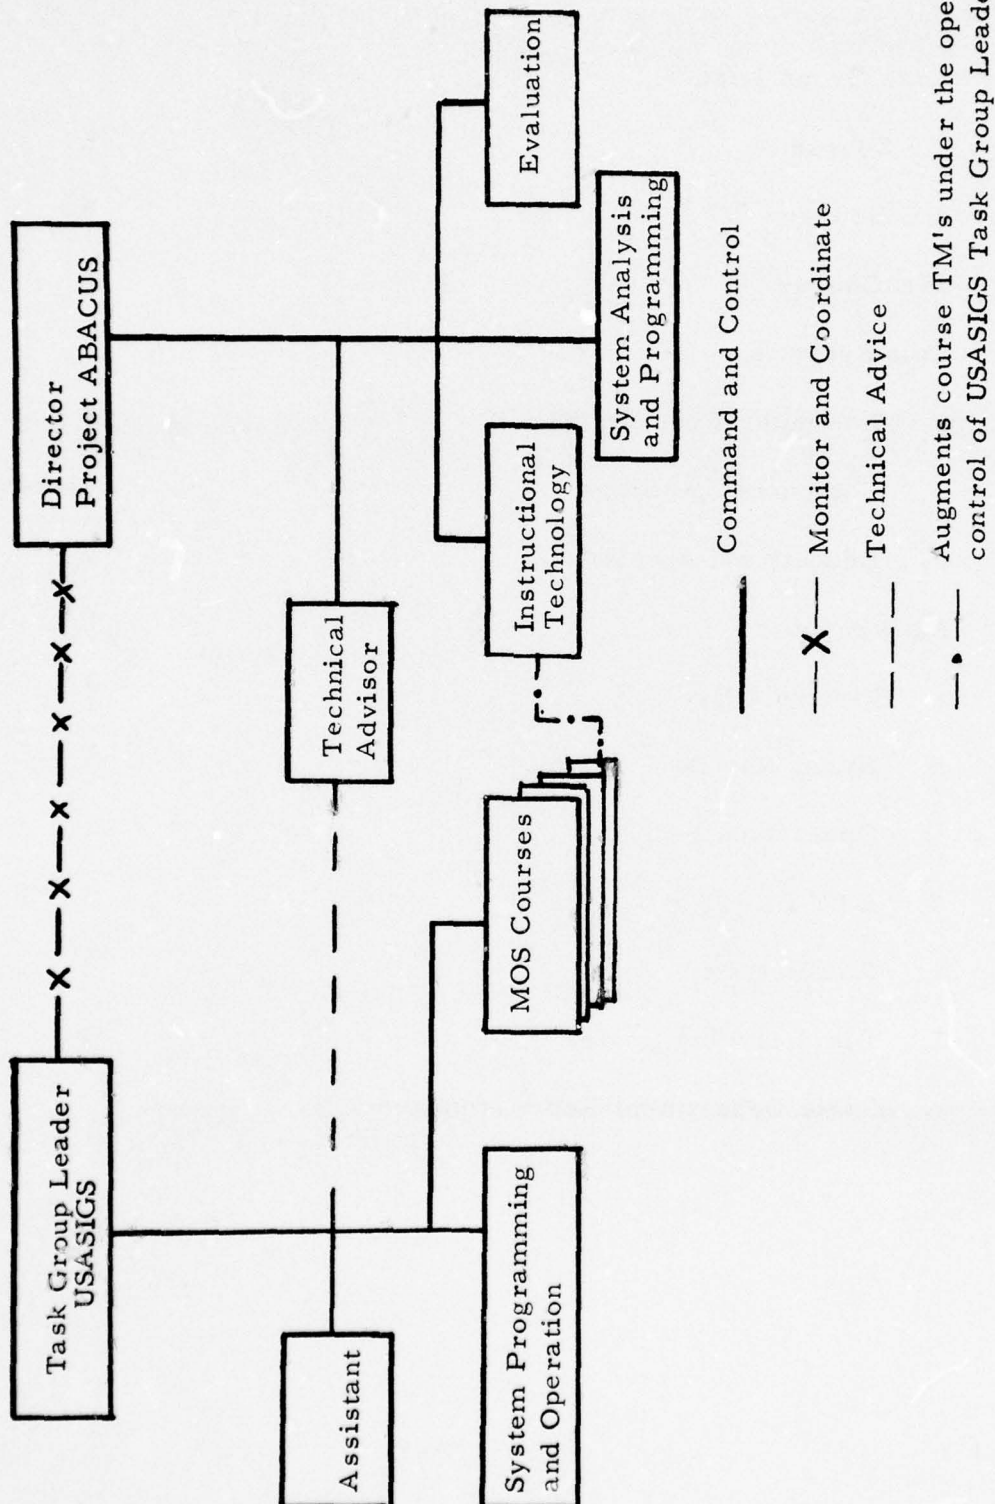 Task Group Leader
USASIGS
Director
Project ABACUS
Assistant
Technical
Advisor
System Programming
and Operation
MOS Courses
Instructional
Technology
Evaluation
System Analysis
and Programming
Command and Control
X Monitor and Coordinate
Technical Advice
Augments course TM's under the
control of USASIGS Task Group